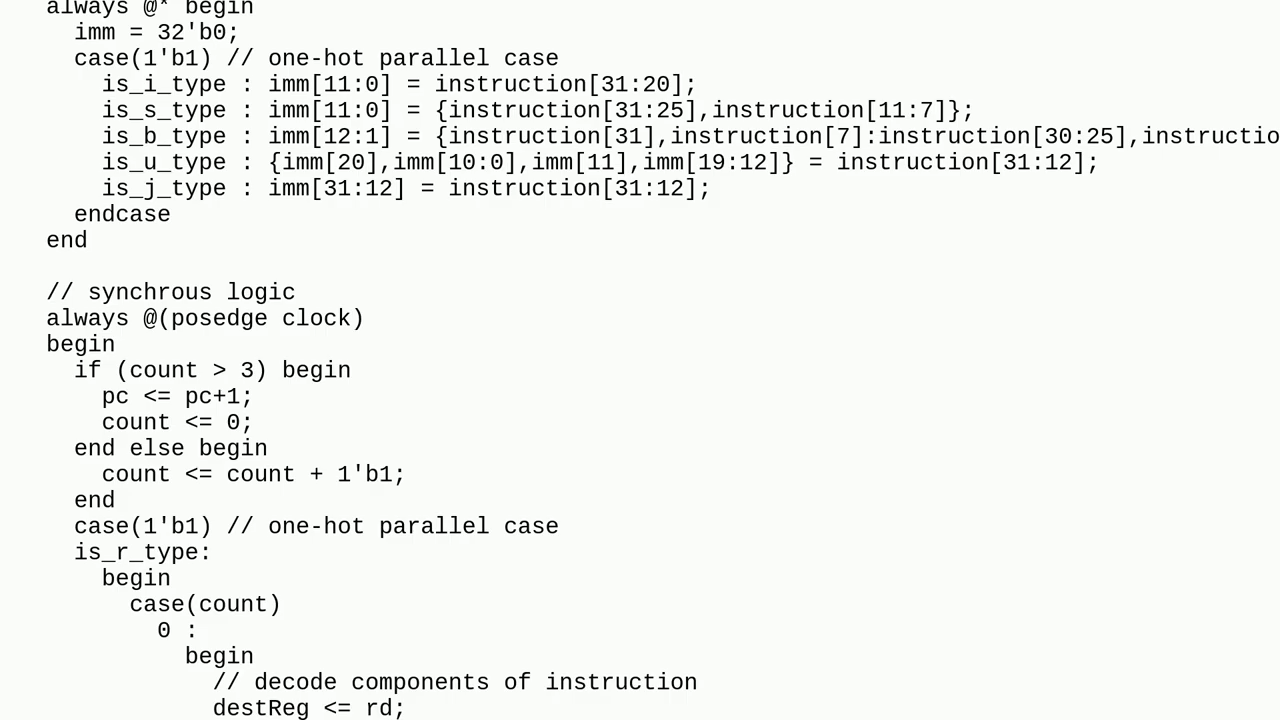 always @* begin
imm = 32'b0;
case(1'b1) // one-hot parallel case
is_i_type : imm[11:0] = instruction[31:20];
is_s_type : imm[11:0] = {instruction[31:25],instruction[11:7]};
is_b_type : imm[12:1] = {instruction[31],instruction[7]:instruction[30:25],instructio
is_u_type : {imm[20],imm[10:0],imm[11],imm[19:12]} = instruction[31:12];
is_j_type : imm[31:12] = instruction[31:12];
endcase
end
// synchrous logic
always @(posedge clock)
begin
if (count > 3) begin
pc <= pc+1;
count <= 0;
end else begin
count <= count + 1'b1;
end
case(1'b1) // one-hot parallel case
is_r_type:
begin
case(count)
0 :
begin
// decode components of instruction
destReg <= rd;